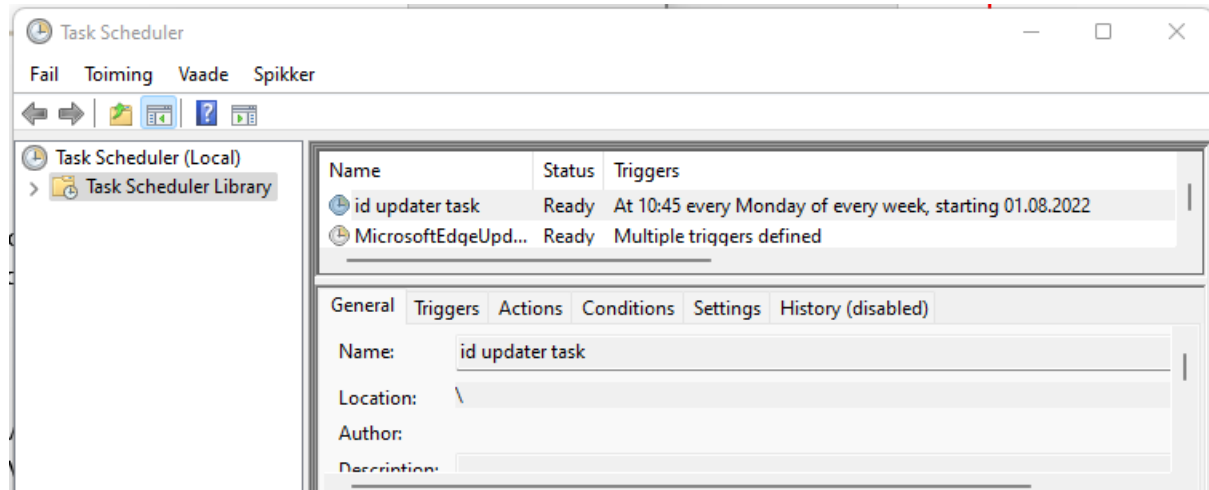 Task Scheduler
Fail Toiming Vaade Spikker
Task Scheduler (Local)
Task Scheduler Library
Name Status Triggers
id updater task Ready At 10:45 every Monday of every week, starting 01.08.2022
MicrosoftEdgeUpd... Ready Multiple triggers defined
General Triggers Actions Conditions Settings History (disabled)
Name: id updater task
Location: \
Author:
Description: